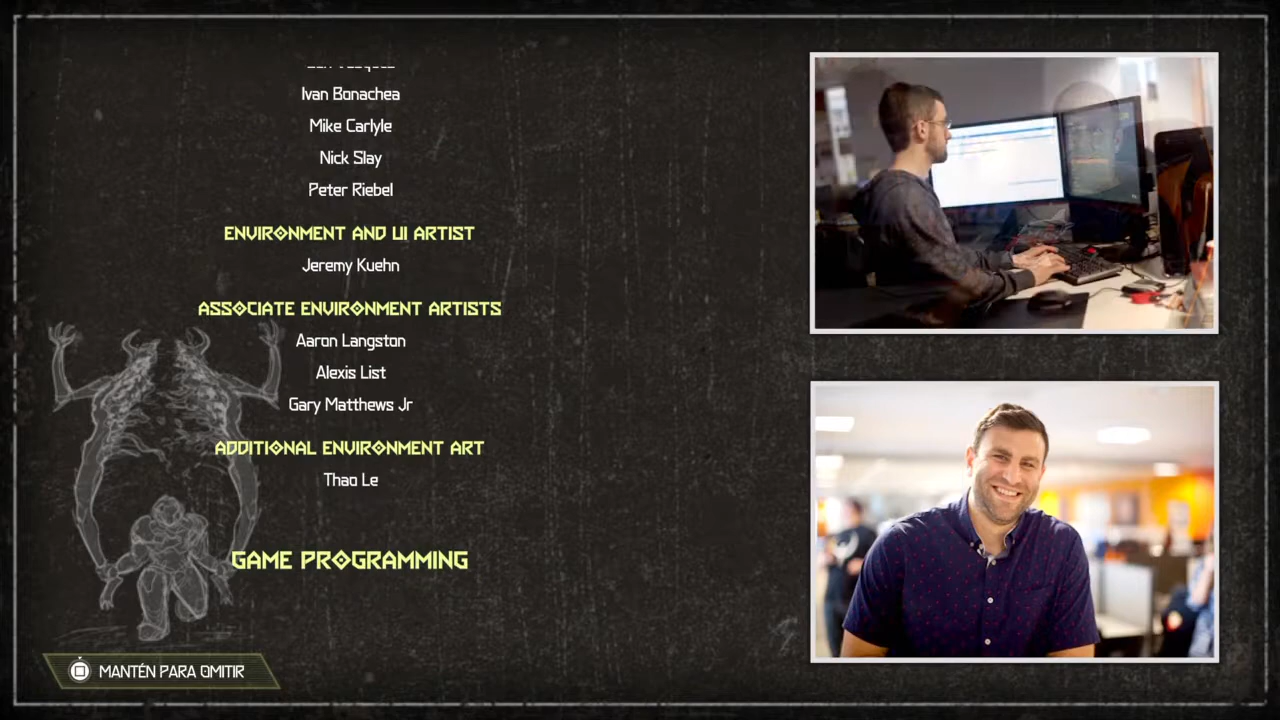 Ivan Bonachea
Mike Carlyle
Nick Slay
Peter Riebel
ENVIRONMENT AND UI ARTIST
Jeremy Kuehn
ASSOCIATE ENVIRONMENT ARTISTS
Aaron Langston
Alexis List
Gary Matthews Jr
ADDITIONAL ENVIRONMENT ART
Thao Le
GAME PROGRAMMING
MANTÉN PARA OMITIR